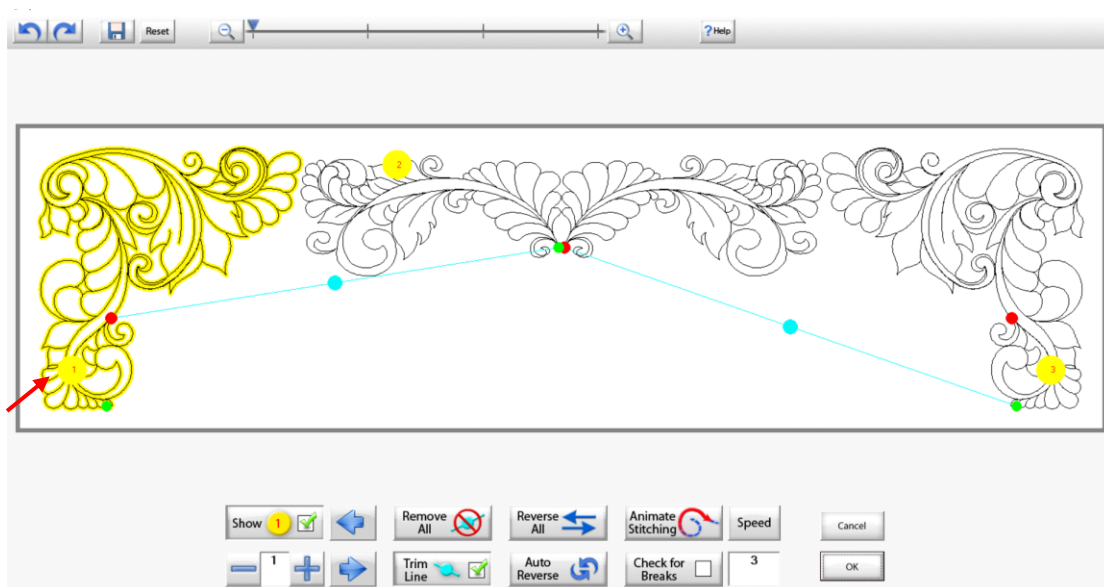 Reset
?Help
2
1
3
Show 1
Remove
All
Reverse
All
Animate
Stitching
Speed
Cancel
1
Trim
Line
Auto
Reverse
Check for
Breaks
3
OK